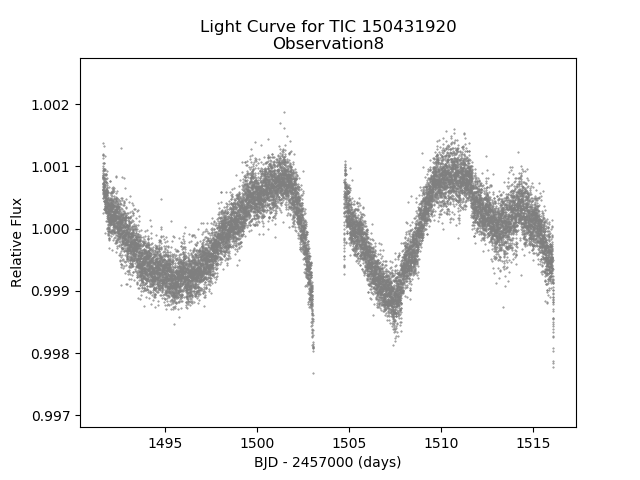 Light Curve for TIC 150431920
Observation8
1.002
1.001
1.000
0.999
0.998
0.997
Relative Flux
1495
1500
1505
1510
1515
BJD - 2457000 (days)